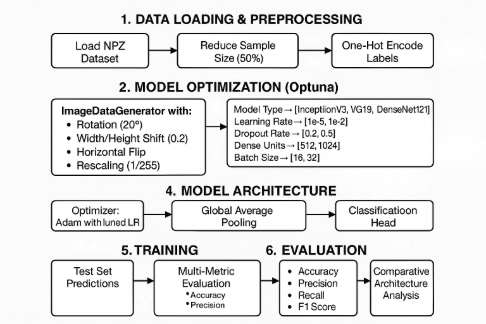 1. DATA LOADING & PREPROCESSING
Load NPZ
Dataset
Reduce Sample
Size (50%)
One-Hot Encode
Labels
2. MODEL OPTIMIZATION (Optuna)
ImageDataGenerator with:
• Rotation (20°)
• Width/Height Shift (0.2)
• Horizontal Flip
• Rescaling (1/255)
Model Type → [InceptiionV3, VG19, DenseNet121]
Learning Rate → [1e-5, 1e-2]
Dropout Rate → [0.2, 0.5]
Dense Units → [512,1024]
Batch Size → [16, 32]
4. MODEL ARCHITECTURE
Optimizer:
Adam with luned LR
Global Average
Pooling
Classificatioon
Head
5. TRAINING
6. EVALUATION
Test Set
Predictions
Multi-Metric
Evaluation
• Accuracy
• Precision
• Accuracy
• Precision
• Recall
• F1 Score
Comparative
Architecture
Analysis